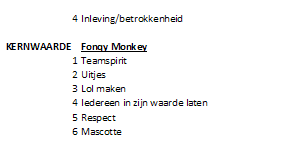 4 Inleving/betrokkenheid
KERNWAARDE Fongy Monkey
1 Teamspirit
2 Uitjes
3 Lol maken
4 Iedereen in zijn waarde laten
5 Respect
6 Mascotte